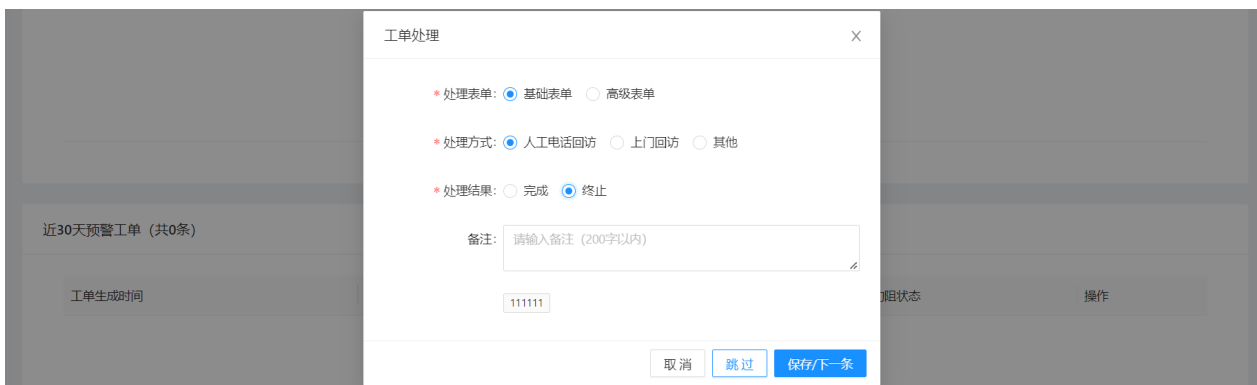 工单处理
* 处理表单: 基础表单 高级表单
* 处理方式: 人工电话回访 上门回访 其他
* 处理结果: 完成 终止
近30天预警工单（共0条）
备注: 请输入备注（200字以内）
工单生成时间 阻状态 操作
111111
取消 跳过 保存/下一条